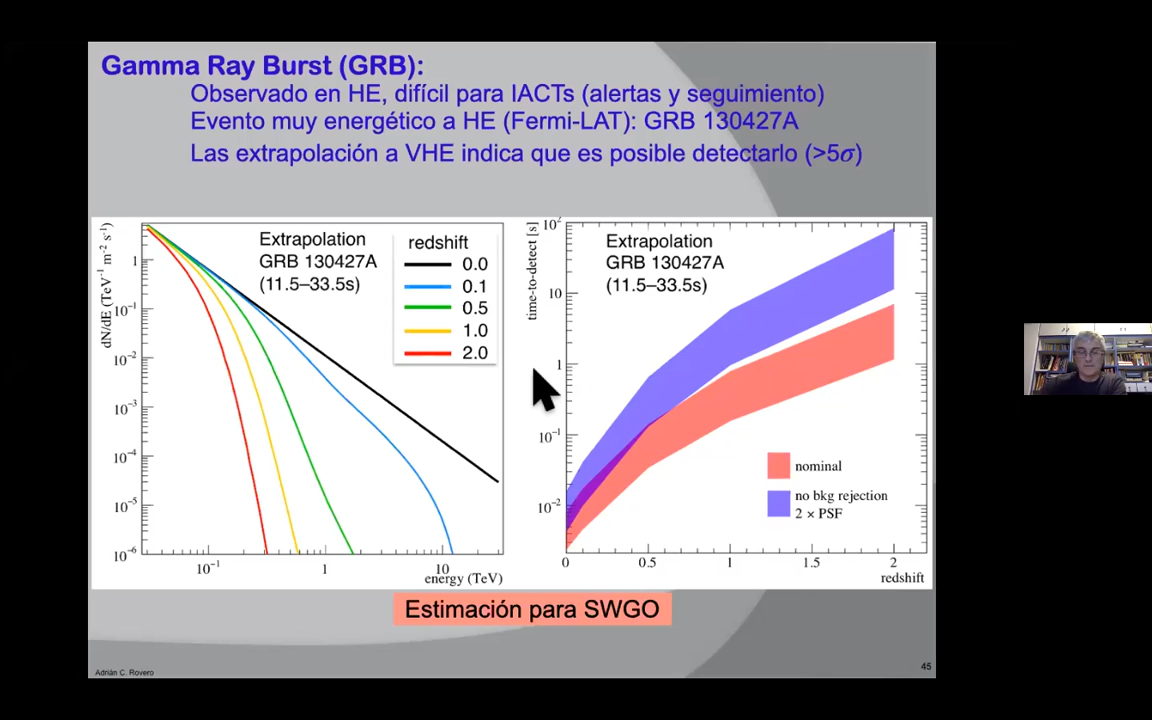 Gamma Ray Burst (GRB):
Observado en HE, difícil para IACTs (alertas y seguimiento)
Evento muy energético a HE (Fermi-LAT): GRB 130427A
Las extrapolación a VHE indica que es posible detectarlo (>5σ)
dN/dE (TeV⁻¹ m⁻² s⁻¹)
Extrapolation
GRB 130427A
(11.5–33.5s)
redshift
0.0
0.1
0.5
1.0
2.0
1
10⁻¹
10⁻²
10⁻³
10⁻⁴
10⁻⁵
10⁻⁶
10⁻¹
1
10
energy (TeV)
time-to-detect [s]
Extrapolation
GRB 130427A
(11.5–33.5s)
10²
10
1
10⁻¹
10⁻²
nominal
no bkg rejection
2 × PSF
0
0.5
1
1.5
2
redshift
Estimación para SWGO
Adrián C. Rovero
45